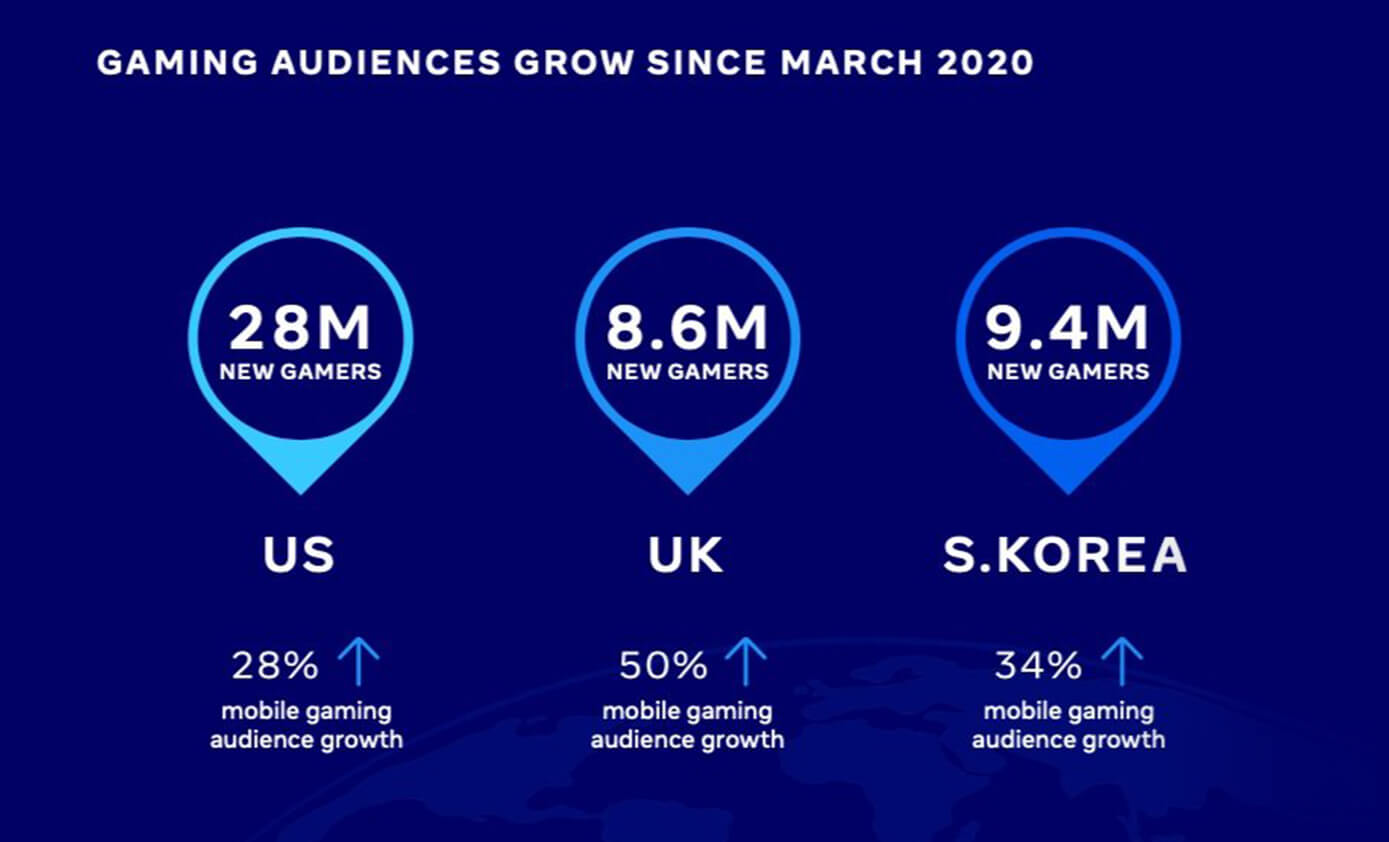 GAMING AUDIENCES GROW SINCE MARCH 2020
28M
NEW GAMERS
US
28%
mobile gaming
audience growth
8.6M
NEW GAMERS
UK
50%
mobile gaming
audience growth
9.4M
NEW GAMERS
S.KOREA
34%
mobile gaming
audience growth